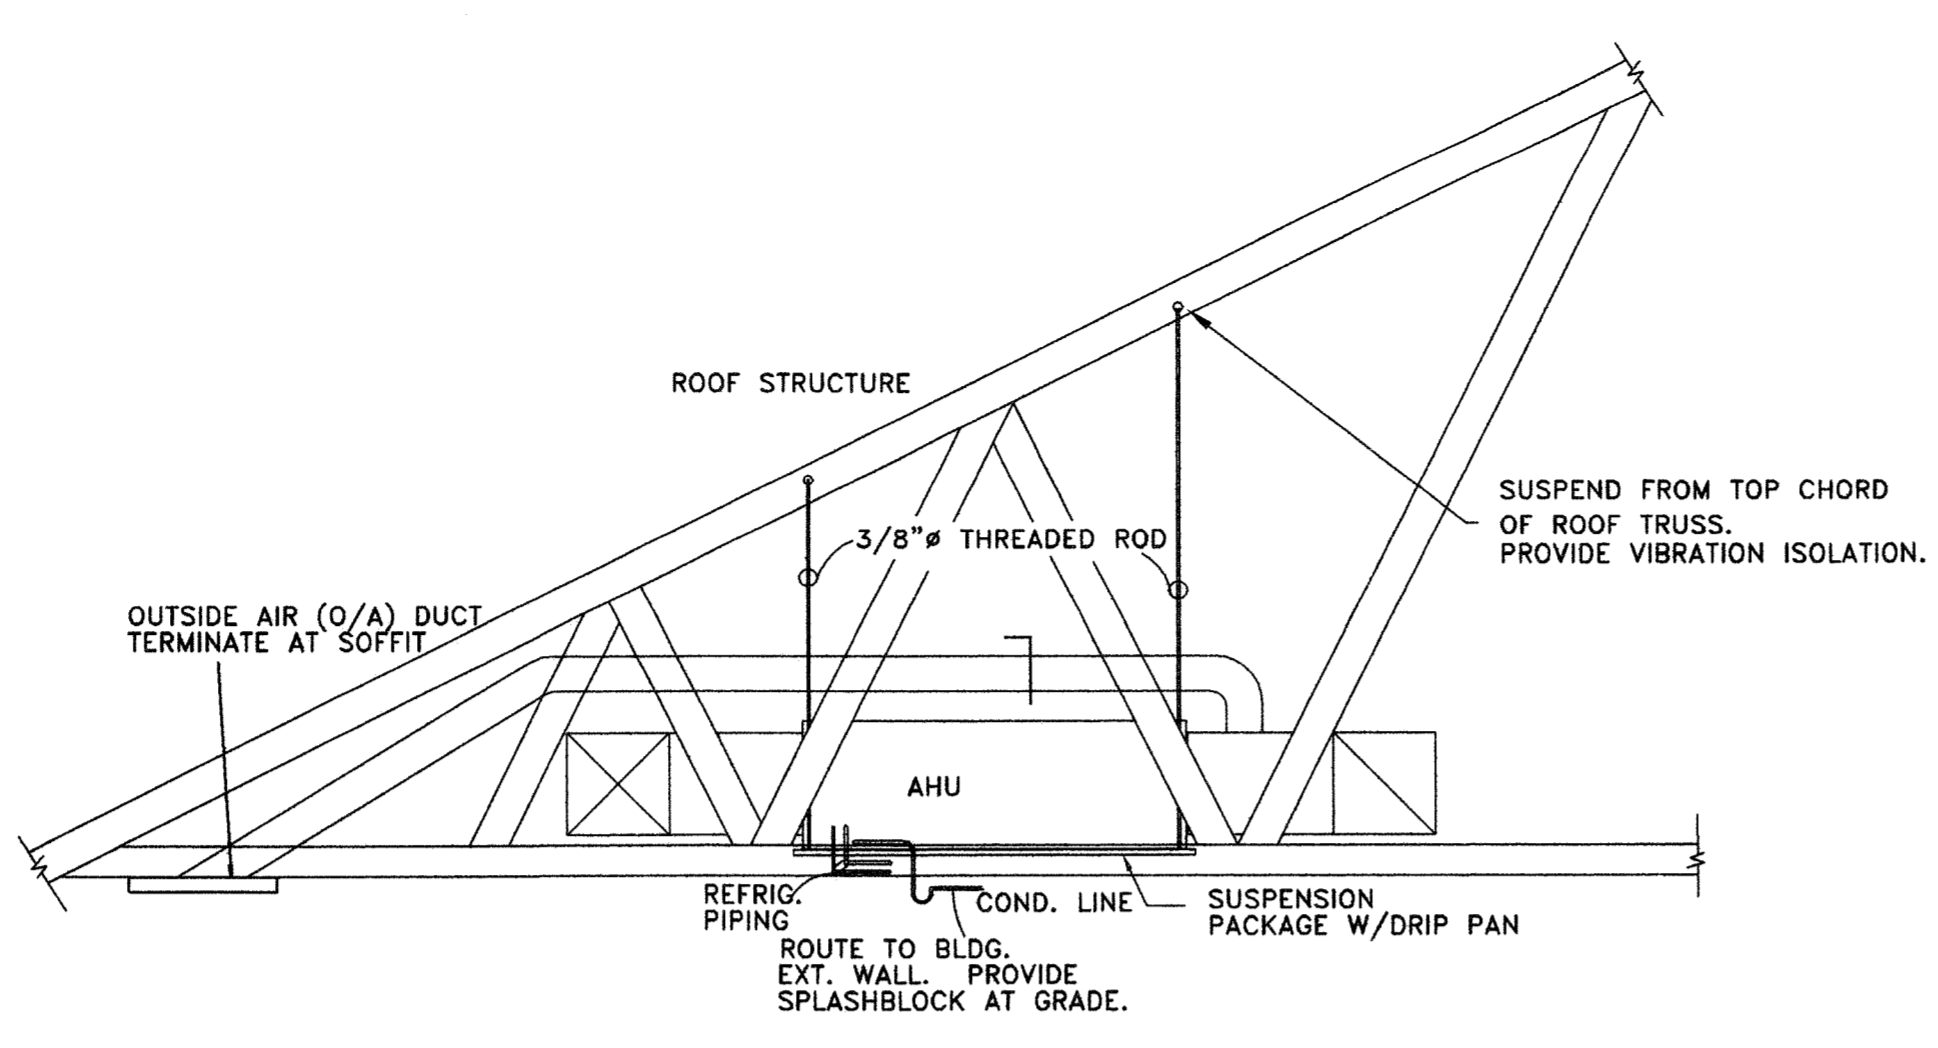 ROOF STRUCTURE
SUSPEND FROM TOP CHORD
OF ROOF TRUSS.
PROVIDE VIBRATION ISOLATION.
3/8"ø THREADED ROD
OUTSIDE AIR (O/A) DUCT
TERMINATE AT SOFFIT
AHU
REFRIG.
PIPING
COND. LINE
SUSPENSION
PACKAGE W/DRIP PAN
ROUTE TO BLDG.
EXT. WALL. PROVIDE
SPLASHBLOCK AT GRADE.